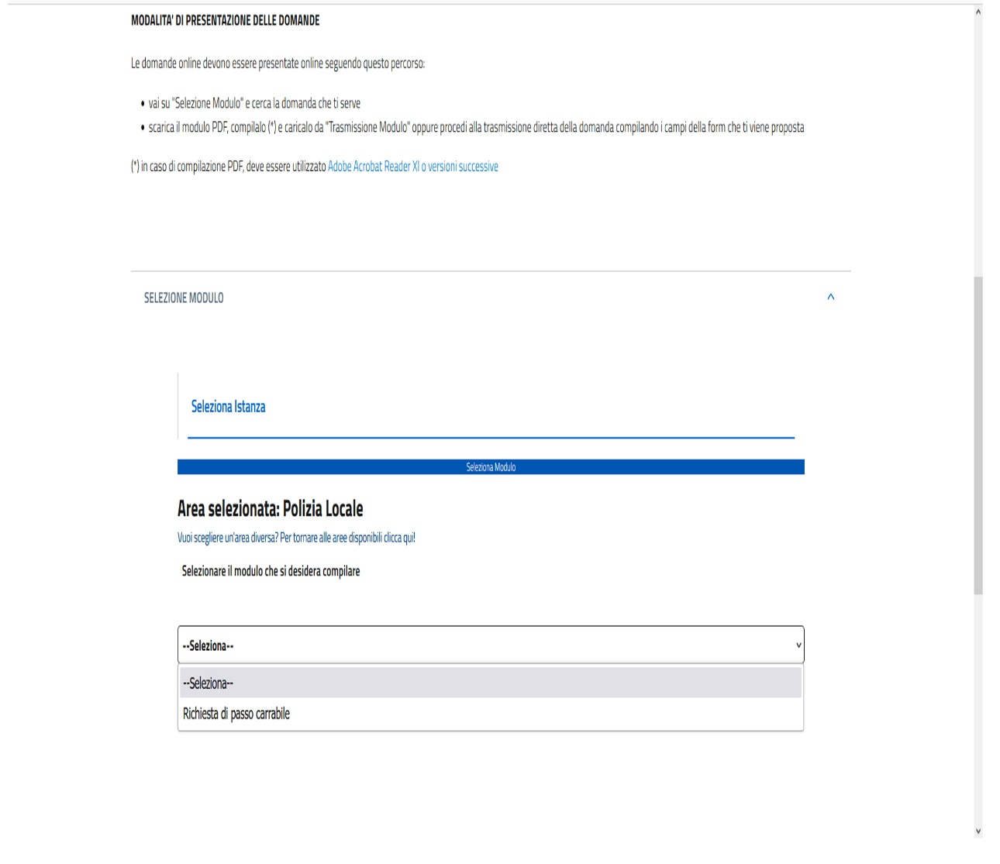 MODALITA' DI PRESENTAZIONE DELLE DOMANDE
Le domande online devono essere presentate online seguendo questo percorso:
• vai su "Selezione Modulo" e cerca la domanda che ti serve
• scarica il modulo PDF, compilalo (*) e caricalo da "Trasmissione Modulo" oppure procedi alla trasmissione diretta della domanda compilando i campi della form che ti viene proposta
(*) in caso di compilazione PDF, deve essere utilizzato Adobe Acrobat Reader XI o versioni successive
SELEZIONE MODULO
Seleziona Istanza
Seleziona Modulo
Area selezionata: Polizia Locale
Vuoi scegliere un'area diversa? Per tornare alle aree disponibili clicca qui!
Selezionare il modulo che si desidera compilare
--Seleziona--
--Seleziona--
Richiesta di passo carrabile